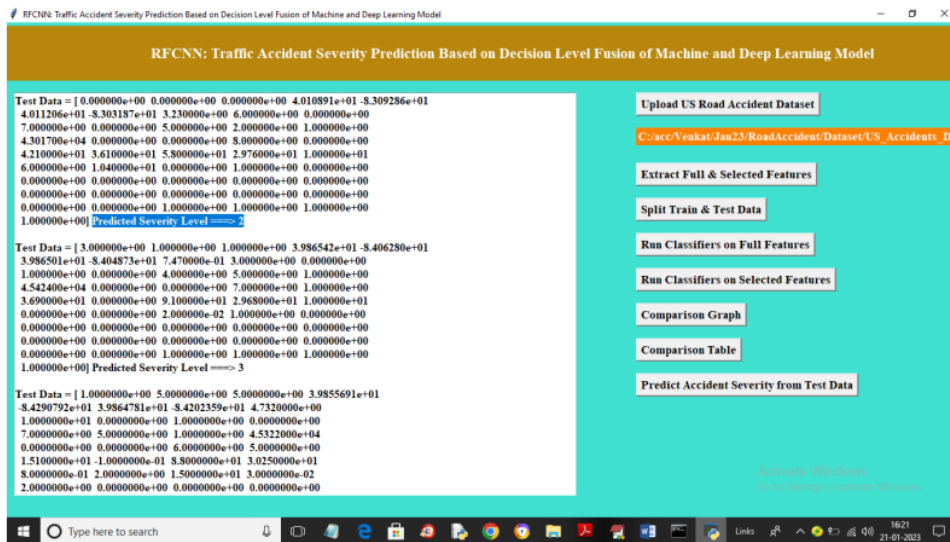 RFCNN: Traffic Accident Severity Prediction Based on Decision Level Fusion of Machine and Deep Learning Model
RFCNN: Traffic Accident Severity Prediction Based on Decision Level Fusion of Machine and Deep Learning Model
Test Data = [ 0.000000e+00 0.000000e+00 0.000000e+00 4.010891e+01 -8.309286e+01
4.011206e+01 -8.303187e+01 3.230000e+00 6.000000e+00 0.000000e+00
7.000000e+00 0.000000e+00 5.000000e+00 2.000000e+00 1.000000e+00
4.301700e+04 0.000000e+00 0.000000e+00 8.000000e+00 0.000000e+00
4.210000e+01 3.610000e+01 5.800000e+01 2.976000e+01 1.000000e+01
6.000000e+00 1.040000e+01 0.000000e+00 1.000000e+00 0.000000e+00
0.000000e+00 0.000000e+00 0.000000e+00 0.000000e+00 0.000000e+00
0.000000e+00 0.000000e+00 0.000000e+00 0.000000e+00 0.000000e+00
0.000000e+00 0.000000e+00 1.000000e+00 1.000000e+00 1.000000e+00
1.000000e+00] Predicted Severity Level ===> 2
Test Data = [ 3.000000e+00 1.000000e+00 1.000000e+00 3.986542e+01 -8.406280e+01
3.986501e+01 -8.404873e+01 7.470000e-01 3.000000e+00 0.000000e+00
1.000000e+00 0.000000e+00 4.000000e+00 5.000000e+00 1.000000e+00
4.542400e+04 0.000000e+00 0.000000e+00 7.000000e+00 1.000000e+00
3.690000e+01 0.000000e+00 9.100000e+01 2.968000e+01 1.000000e+01
0.000000e+00 0.000000e+00 2.000000e-02 1.000000e+00 0.000000e+00
0.000000e+00 0.000000e+00 0.000000e+00 0.000000e+00 0.000000e+00
0.000000e+00 0.000000e+00 0.000000e+00 0.000000e+00 0.000000e+00
0.000000e+00 0.000000e+00 1.000000e+00 1.000000e+00 1.000000e+00
1.000000e+00] Predicted Severity Level ===> 3
Test Data = [ 1.0000000e+00 5.0000000e+00 5.0000000e+00 3.9855691e+01
-8.4290792e+01 3.9864781e+01 -8.4202359e+01 4.7320000e+00
1.0000000e+01 0.0000000e+00 1.0000000e+00 0.0000000e+00
7.0000000e+00 5.0000000e+00 1.0000000e+00 4.5322000e+04
0.0000000e+00 0.0000000e+00 6.0000000e+00 5.0000000e+00
1.5100000e+01 -1.0000000e-01 8.8000000e+01 3.0250000e+01
8.0000000e-01 2.0000000e+00 1.5000000e+01 3.0000000e-02
2.0000000e+00 0.0000000e+00 0.0000000e+00 0.0000000e+00
Upload US Road Accident Dataset
C:/acc/Venkat/Jan23/RoadAccident/Dataset/US_Accidents_D
Extract Full & Selected Features
Split Train & Test Data
Run Classifiers on Full Features
Run Classifiers on Selected Features
Comparison Graph
Comparison Table
Predict Accident Severity from Test Data
Activate Windows
Go to Settings to activate Windows.
Type here to search
Links
16:21
21-01-2023